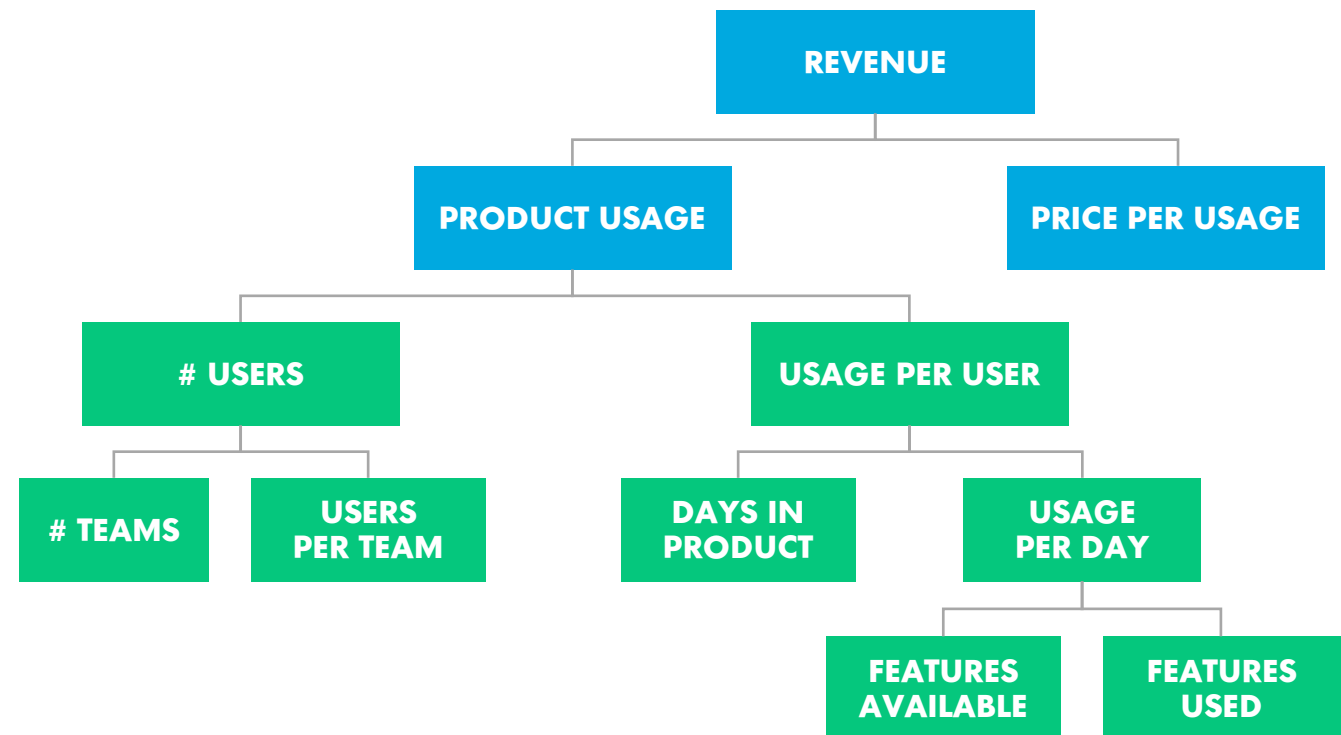 REVENUE
PRODUCT USAGE
PRICE PER USAGE
# USERS
USAGE PER USER
# TEAMS
USERS
PER TEAM
DAYS IN
PRODUCT
USAGE
PER DAY
FEATURES
AVAILABLE
FEATURES
USED